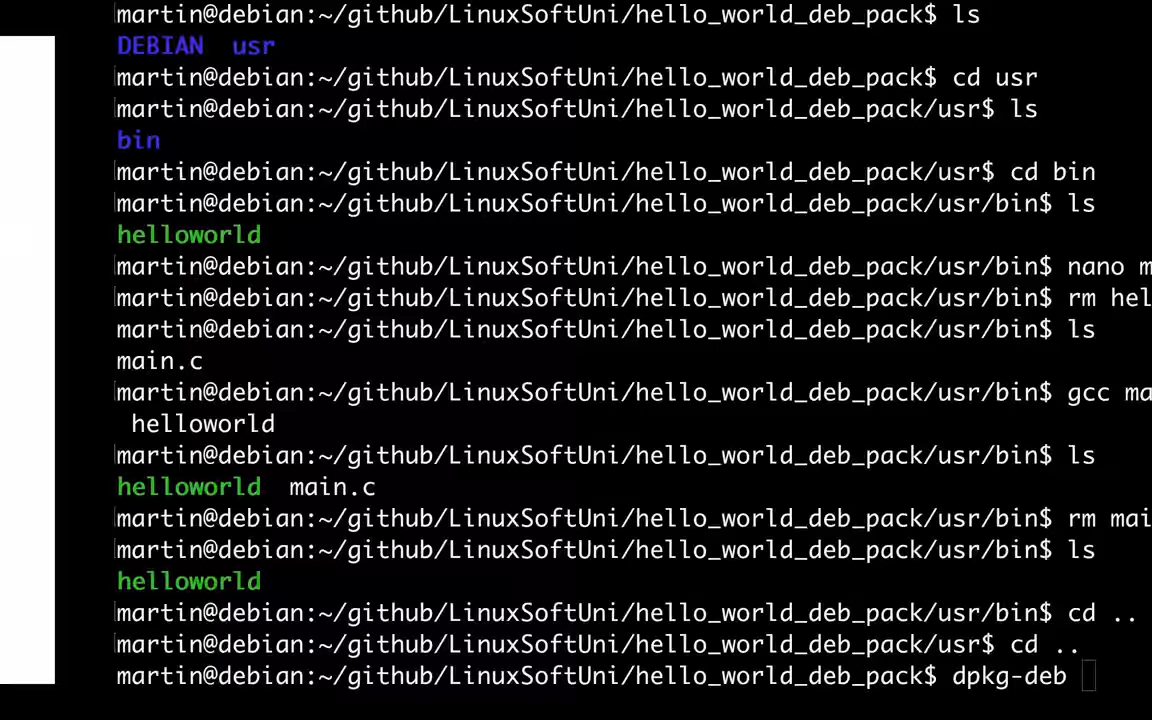 martin@debian:~/github/LinuxSoftUni/hello_world_deb_pack$ ls
DEBIAN  usr
martin@debian:~/github/LinuxSoftUni/hello_world_deb_pack$ cd usr
martin@debian:~/github/LinuxSoftUni/hello_world_deb_pack/usr$ ls
bin
martin@debian:~/github/LinuxSoftUni/hello_world_deb_pack/usr$ cd bin
martin@debian:~/github/LinuxSoftUni/hello_world_deb_pack/usr/bin$ ls
helloworld
martin@debian:~/github/LinuxSoftUni/hello_world_deb_pack/usr/bin$ nano m
martin@debian:~/github/LinuxSoftUni/hello_world_deb_pack/usr/bin$ rm hel
martin@debian:~/github/LinuxSoftUni/hello_world_deb_pack/usr/bin$ ls
main.c
martin@debian:~/github/LinuxSoftUni/hello_world_deb_pack/usr/bin$ gcc ma
helloworld
martin@debian:~/github/LinuxSoftUni/hello_world_deb_pack/usr/bin$ ls
helloworld  main.c
martin@debian:~/github/LinuxSoftUni/hello_world_deb_pack/usr/bin$ rm mai
martin@debian:~/github/LinuxSoftUni/hello_world_deb_pack/usr/bin$ ls
helloworld
martin@debian:~/github/LinuxSoftUni/hello_world_deb_pack/usr/bin$ cd ..
martin@debian:~/github/LinuxSoftUni/hello_world_deb_pack/usr$ cd ..
martin@debian:~/github/LinuxSoftUni/hello_world_deb_pack$ dpkg-deb